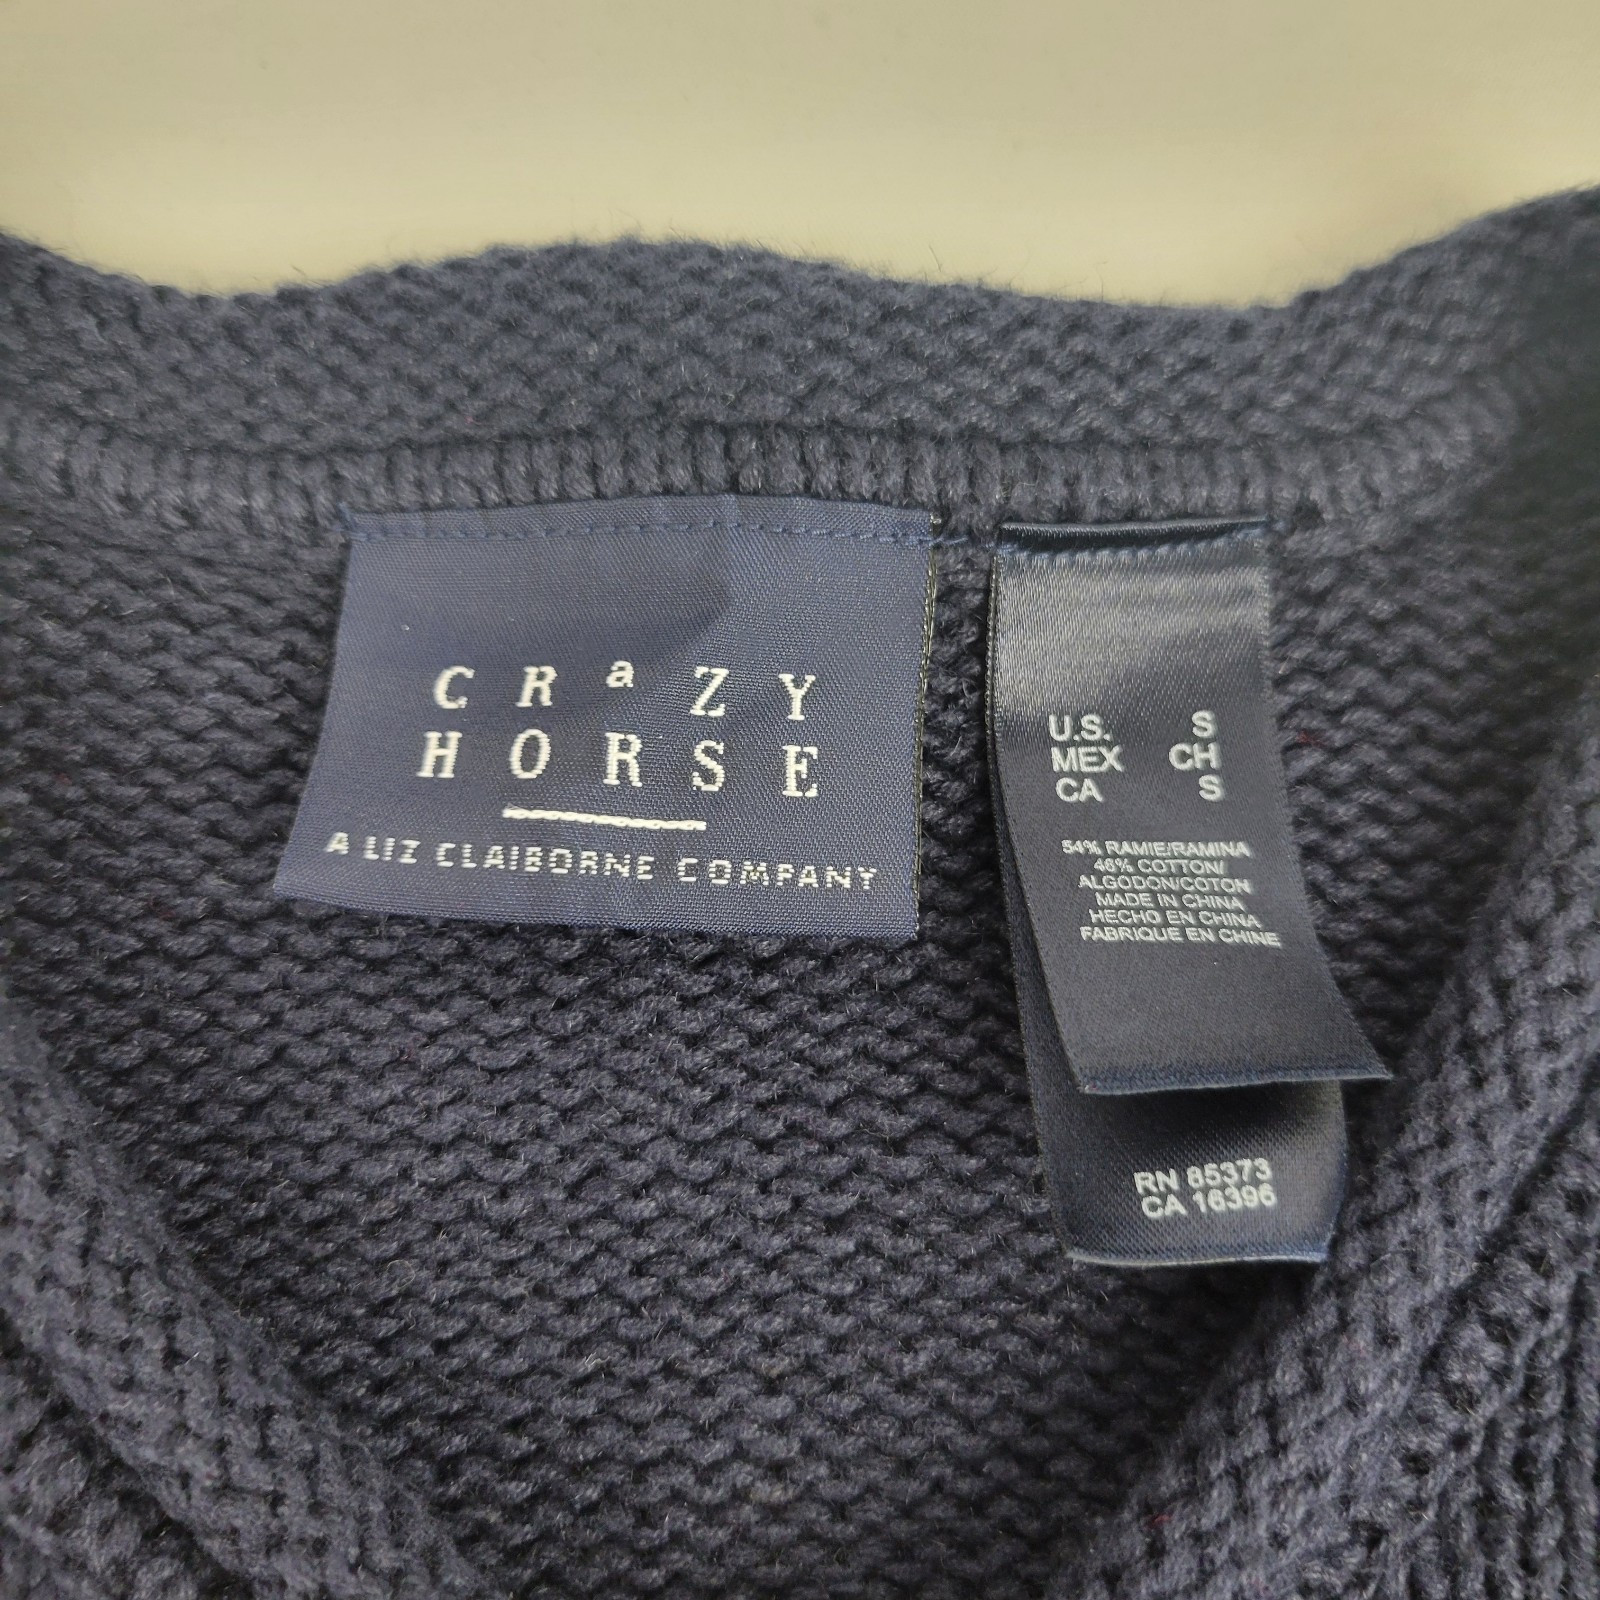 CRaZY
HORSE
A LIZ CLAIBORNE COMPANY
U.S. S
MEX CH
CA S
54% RAMIE/RAMINA
46% COTTON/
ALGODON/COTON
MADE IN CHINA
HECHO EN CHINA
FABRIQUE EN CHINE
RN 85373
CA 16396